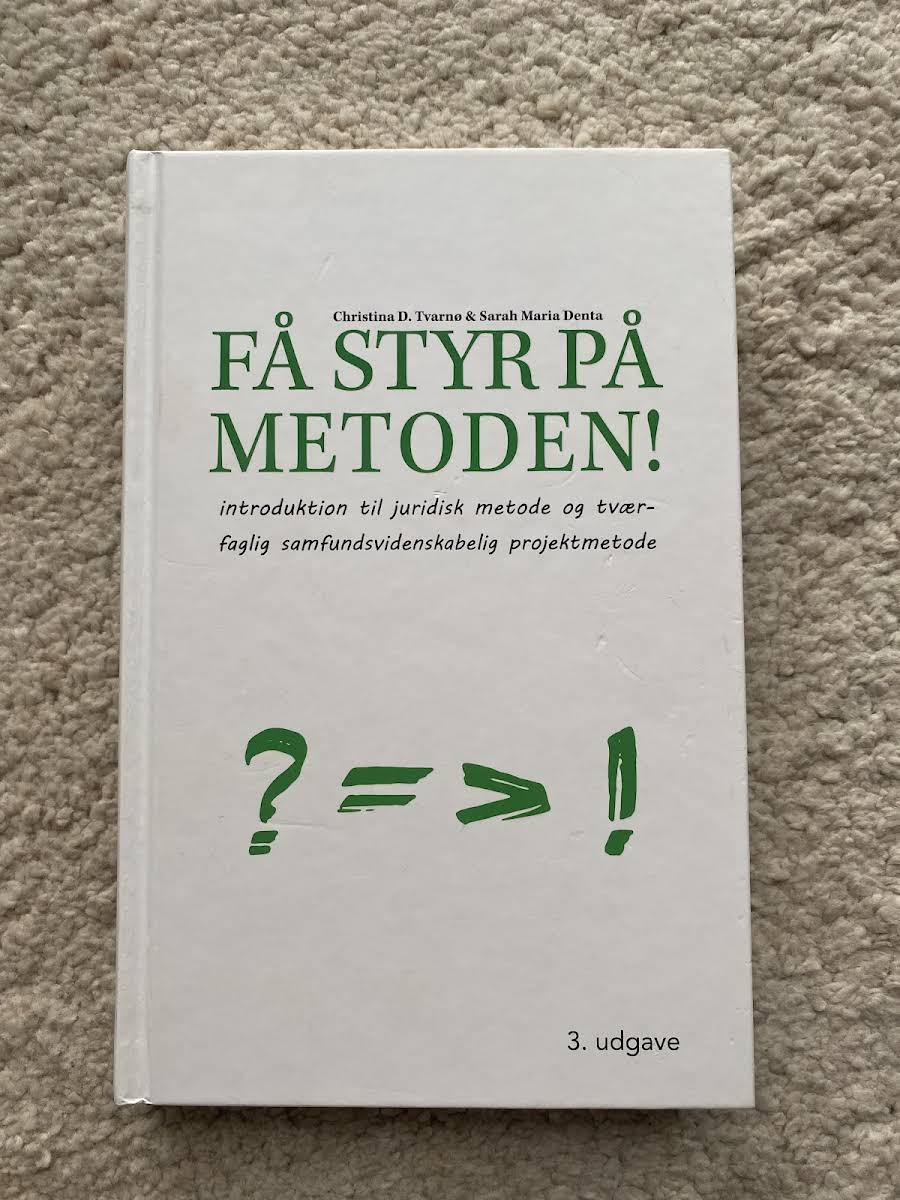 Christina D. Tvarnø & Sarah Maria Denta
FÅ STYR PÅ
METODEN!
introduktion til juridisk metode og tvær-
faglig samfundsvidenskabelig projektmetode
? = > !
3. udgave